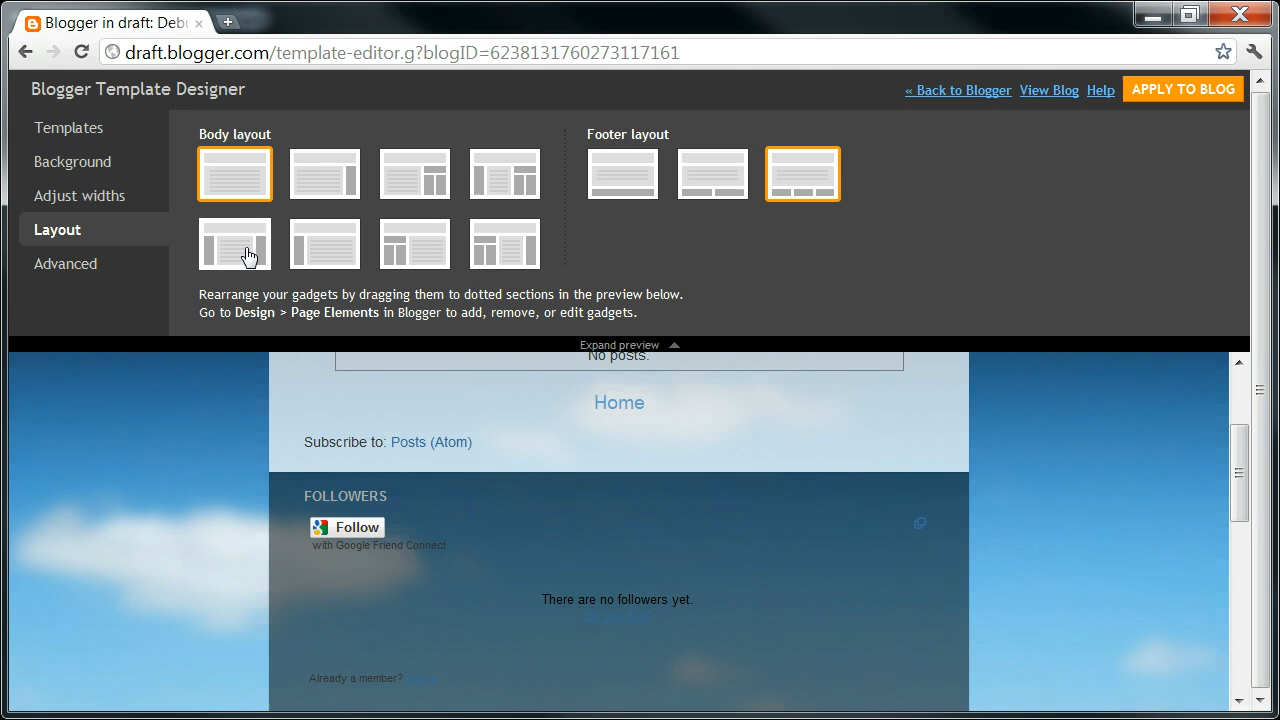 Blogger in draft: Deb
draft.blogger.com/template-editor.g?blogID=6238131760273117161
Blogger Template Designer
« Back to Blogger View Blog Help APPLY TO BLOG
Templates
Background
Adjust widths
Layout
Advanced
Body layout
Footer layout
Rearrange your gadgets by dragging them to dotted sections in the preview below.
Go to Design > Page Elements in Blogger to add, remove, or edit gadgets.
Expand preview
No posts.
Home
Subscribe to: Posts (Atom)
FOLLOWERS
Follow
with Google Friend Connect
There are no followers yet.
Already a member?